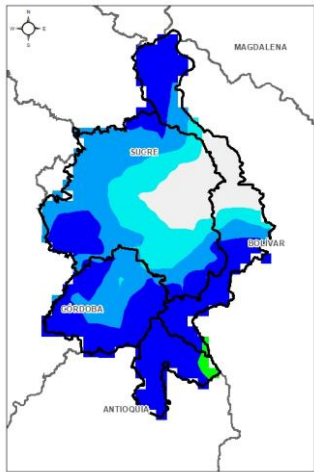 N
E
S
MAGDALENA
SUCRE
BOLIVAR
CÓRDOBA
ANTIOQUIA